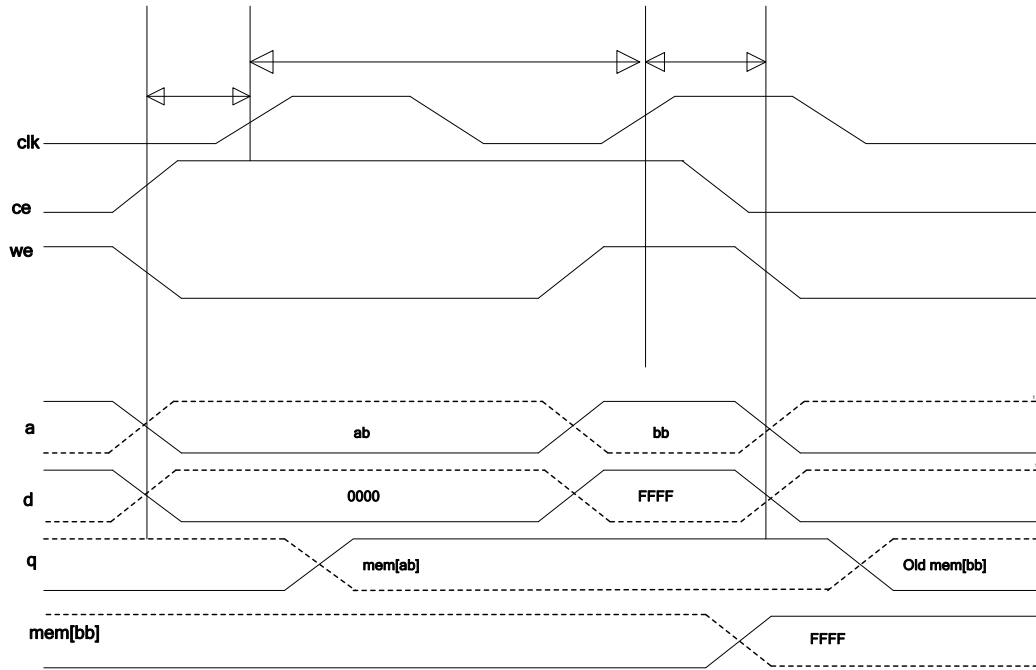 clk
ce
we
a ab bb
d 0000 FFFF
q mem[ab] Old mem[bb]
mem[bb] FFFF